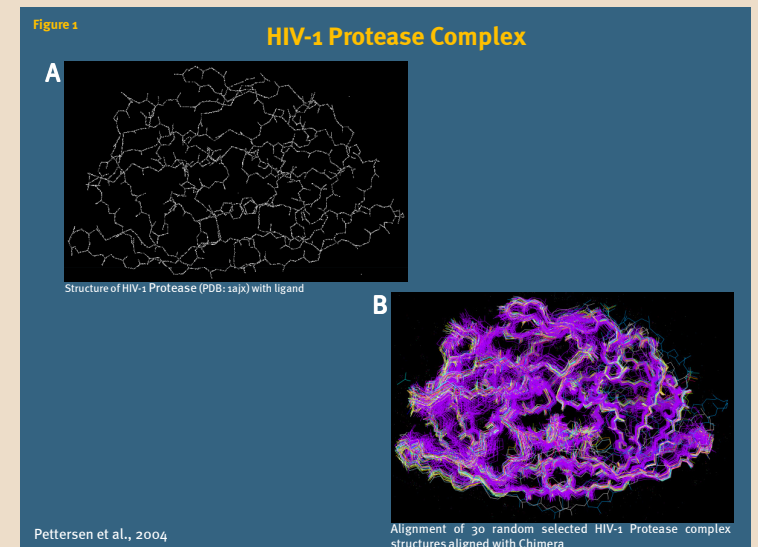 Figure 1
HIV-1 Protease Complex
A
Structure of HIV-1 Protease (PDB: 1ajx) with ligand
B
Alignment of 30 random selected HIV-1 Protease complex
structures aligned with Chimera
Pettersen et al., 2004